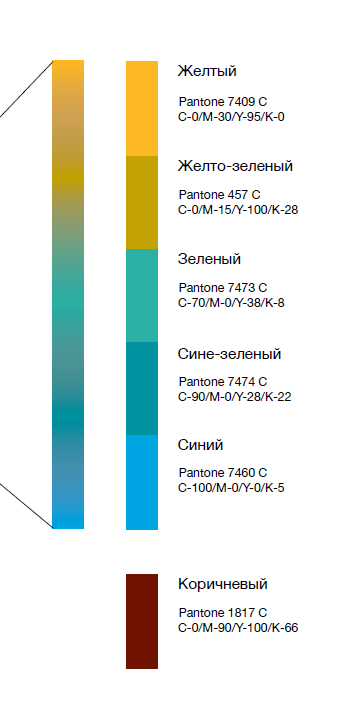 Желтый
Pantone 7409 C
C-0/M-30/Y-95/K-0
Желто-зеленый
Pantone 457 C
C-0/M-15/Y-100/K-28
Зеленый
Pantone 7473 C
C-70/M-0/Y-38/K-8
Сине-зеленый
Pantone 7474 C
C-90/M-0/Y-28/K-22
Синий
Pantone 7460 C
C-100/M-0/Y-0/K-5
Коричневый
Pantone 1817 C
C-0/M-90/Y-100/K-66